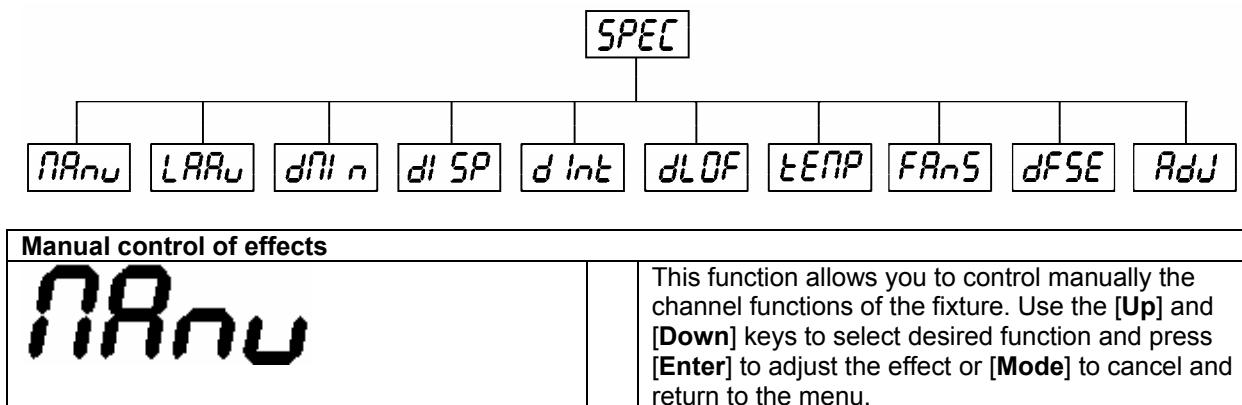 SPEC
MAnu LAAu dMIn dISP dInt dLOF tEMP FAnS dFSE AdJ
Manual control of effects
MAnu
This function allows you to control manually the
channel functions of the fixture. Use the [Up] and
[Down] keys to select desired function and press
[Enter] to adjust the effect or [Mode] to cancel and
return to the menu.